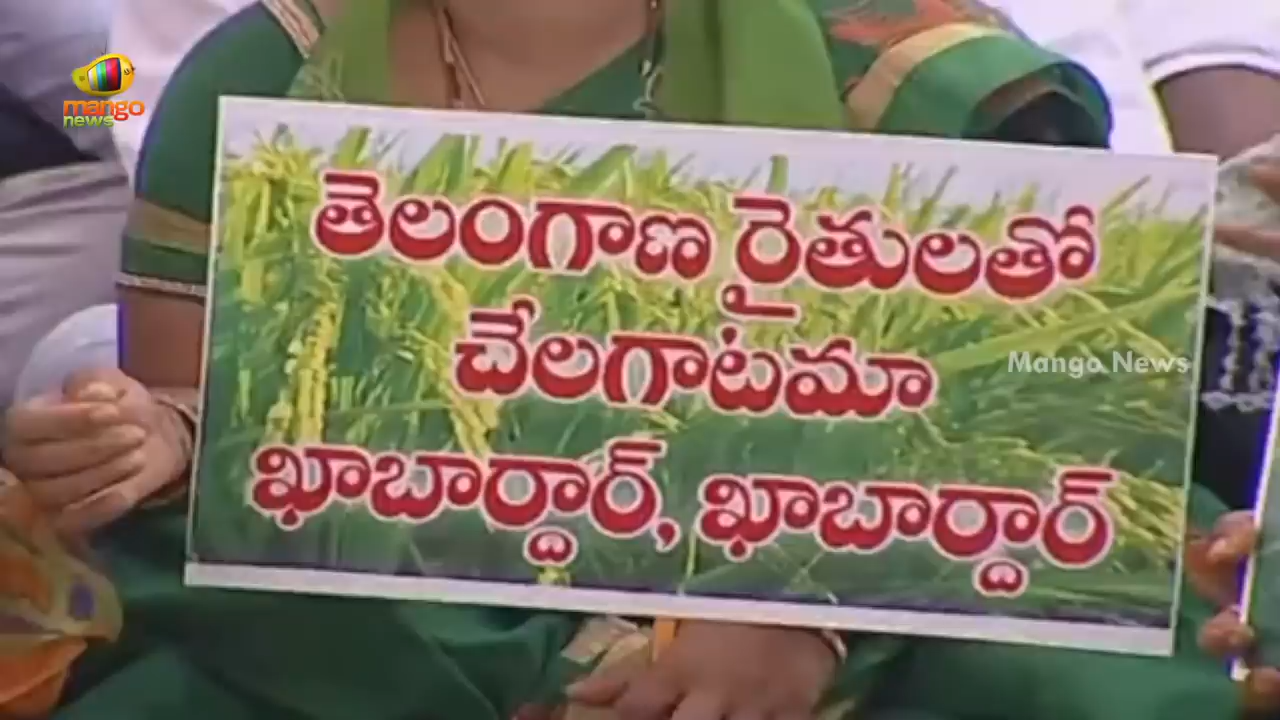 mango
news
తెలంగాణ రైతులతో
చేలగాటమా
Mango News
ఖబార్దార్, ఖబార్దార్